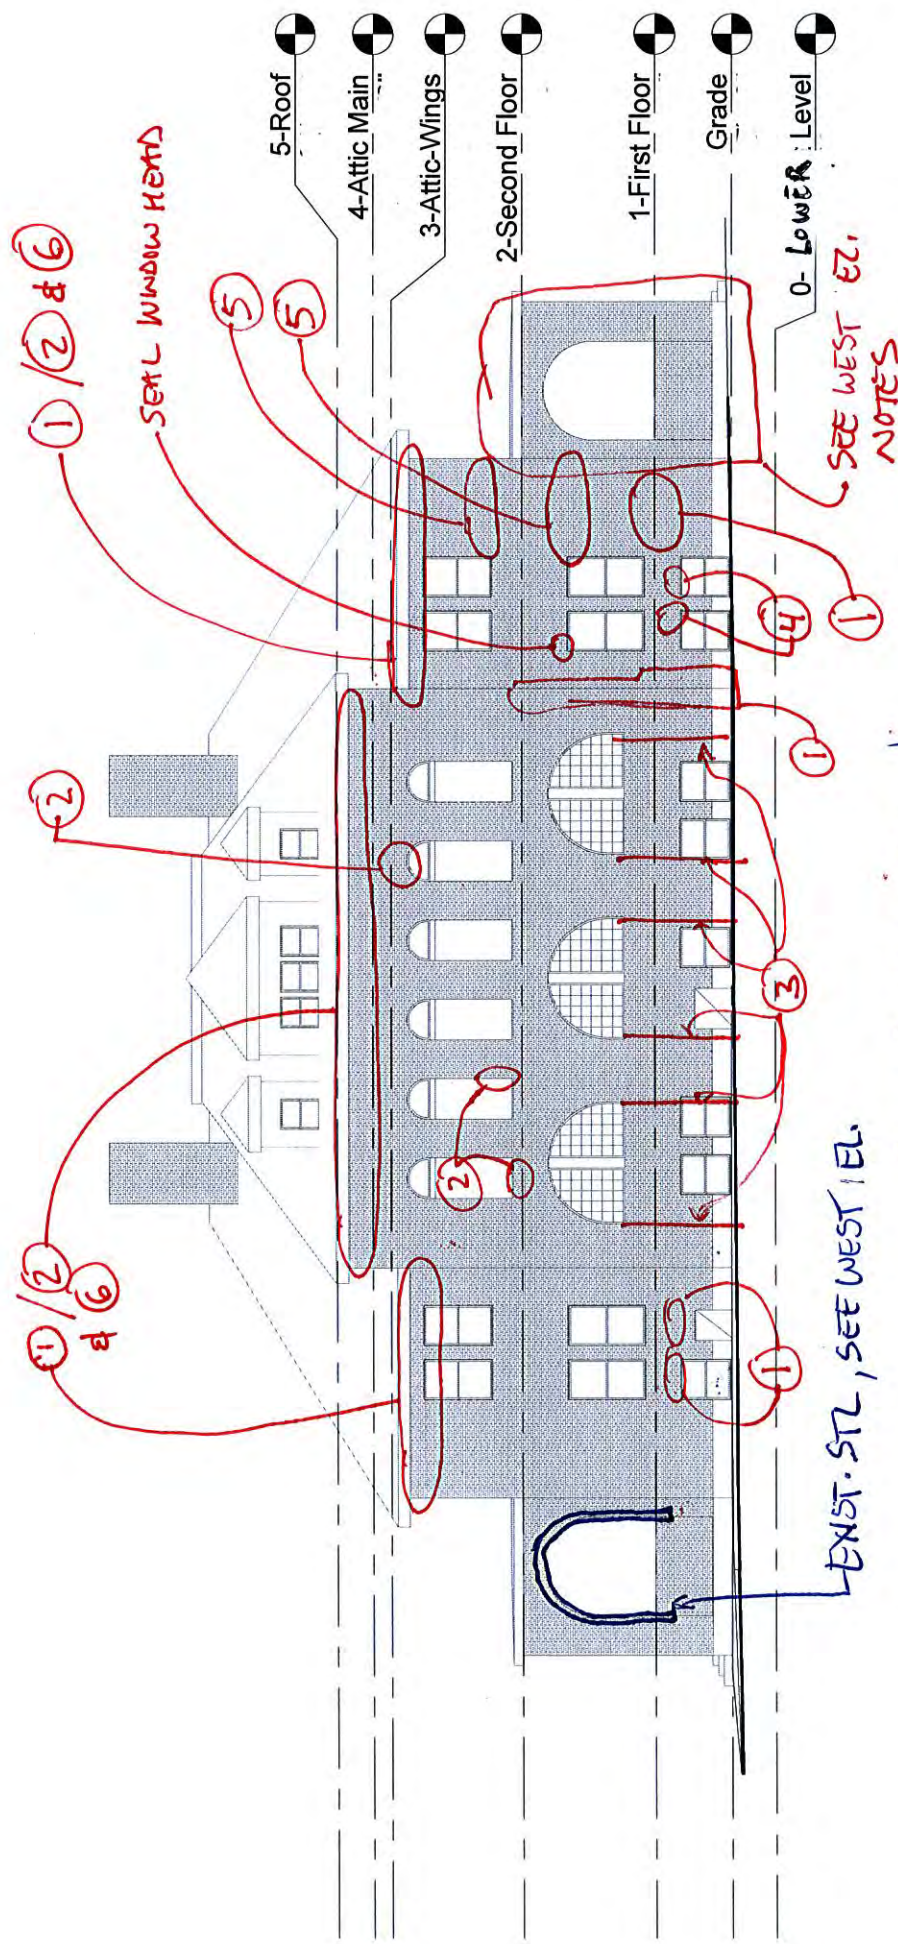 ① / ② & ⑥
SEAL WINDOW HEAD
⑤
⑤
5-Roof
4-Attic Main
3-Attic-Wings
2-Second Floor
1-First Floor
Grade
0- LOWER Level
SEE WEST EL.
NOTES
②
④
①
①
③
②
① / ②
& ⑥
①
EXIST. STL, SEE WEST EL.